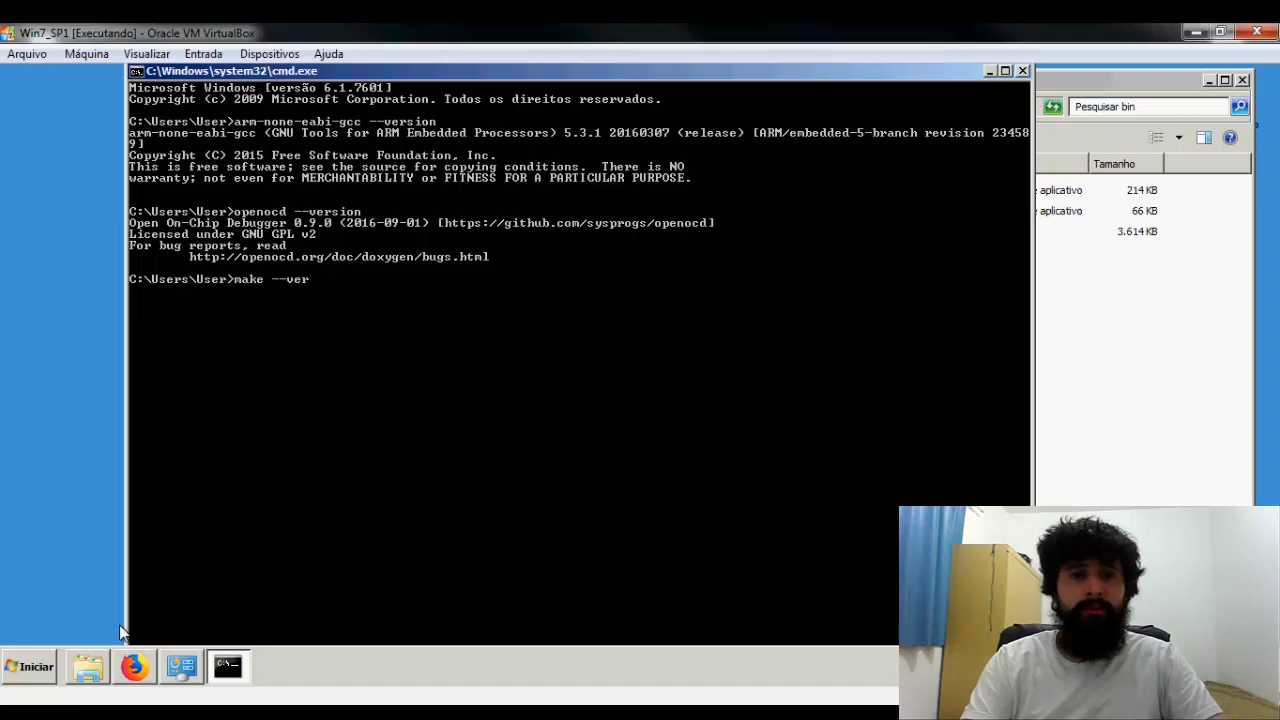 Win7_SP1 [Executando] - Oracle VM VirtualBox
Arquivo Máquina Visualizar Entrada Dispositivos Ajuda
C:\Windows\system32\cmd.exe
Microsoft Windows [versão 6.1.7601]
Copyright (c) 2009 Microsoft Corporation. Todos os direitos reservados.
C:\Users\User>arm-none-eabi-gcc --version
arm-none-eabi-gcc (GNU Tools for ARM Embedded Processors) 5.3.1 20160307 (release) [ARM/embedded-5-branch revision 23458
9]
Copyright (C) 2015 Free Software Foundation, Inc.
This is free software; see the source for copying conditions. There is NO
warranty; not even for MERCHANTABILITY or FITNESS FOR A PARTICULAR PURPOSE.
C:\Users\User>openocd --version
Open On-Chip Debugger 0.9.0 (2016-09-01) [https://github.com/sysprogs/openocd]
Licensed under GNU GPL v2
For bug reports, read
http://openocd.org/doc/doxygen/bugs.html
C:\Users\User>make --ver
Pesquisar bin
Tamanho
aplicativo 214 KB
aplicativo 66 KB
3.614 KB
Iniciar